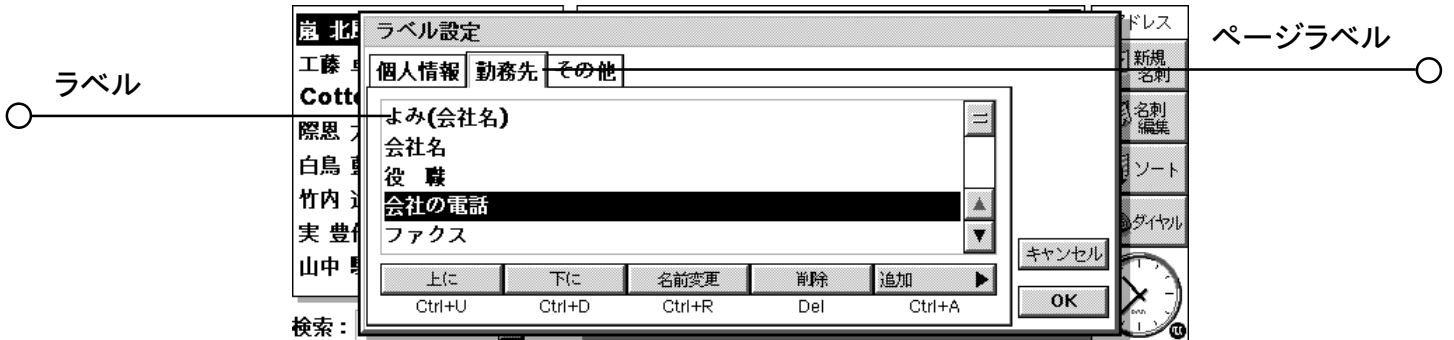 嵐 北
ラベル設定
ドレス
ページラベル
ラベル
工藤
個人情報 勤務先 その他
新規
名刺
Cott
よみ(会社名)
際恩
会社名
名刺
編集
白鳥
役 職
ソート
竹内
会社の電話
実 豊
ファクス
ダイヤル
山中
キャンセル
上に 下に 名前変更 削除 追加
Ctrl+U Ctrl+D Ctrl+R Del Ctrl+A
OK
検索: